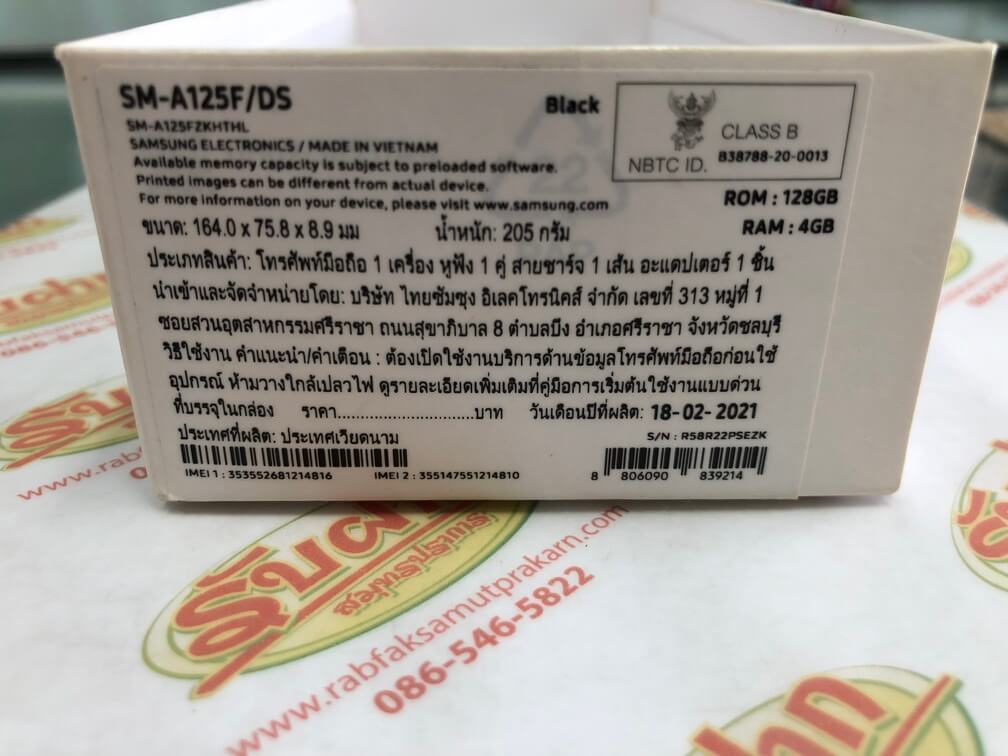 SM-A125F/DS
Black
CLASS B
NBTC ID. B38788-20-0013
SM-A125FZKHTHL
SAMSUNG ELECTRONICS / MADE IN VIETNAM
Available memory capacity is subject to preloaded software.
Printed images can be different from actual device.
For more information on your device, please visit www.samsung.com
ROM : 128GB
RAM : 4GB
ขนาด: 164.0 x 75.8 x 8.9 มม น้ำหนัก: 205 กรัม
ประเภทสินค้า: โทรศัพท์มือถือ 1 เครื่อง หูฟัง 1 คู่ สายชาร์จ 1 เส้น อะแดปเตอร์ 1 ชิ้น
นำเข้าและจัดจำหน่ายโดย: บริษัท ไทยซัมซุง อิเลคโทรนิคส์ จำกัด เลขที่ 313 หมู่ที่ 1
ซอยสวนอุตสาหกรรมศรีราชา ถนนสุขาภิบาล 8 ตำบลบึง อำเภอศรีราชา จังหวัดชลบุรี
วิธีใช้งาน คำแนะนำ/คำเตือน : ต้องเปิดใช้งานบริการด้านข้อมูลโทรศัพท์มือถือก่อนใช้
อุปกรณ์ ห้ามวางใกล้เปลวไฟ ดูรายละเอียดเพิ่มเติมที่คู่มือการเริ่มต้นใช้งานแบบด่วน
ที่บรรจุในกล่อง ราคา..............................บาท วันเดือนปีที่ผลิต: 18-02-2021
ประเทศที่ผลิต: ประเทศเวียดนาม
S/N : R58R22PSEZK
IMEI 1 : 353552681214816 IMEI 2 : 355147551214810
8 806090 839214
รับฝาก
สมุทรปราการ
www.rabfaksamutprakarn.com
086-546-5822
รับฝาก